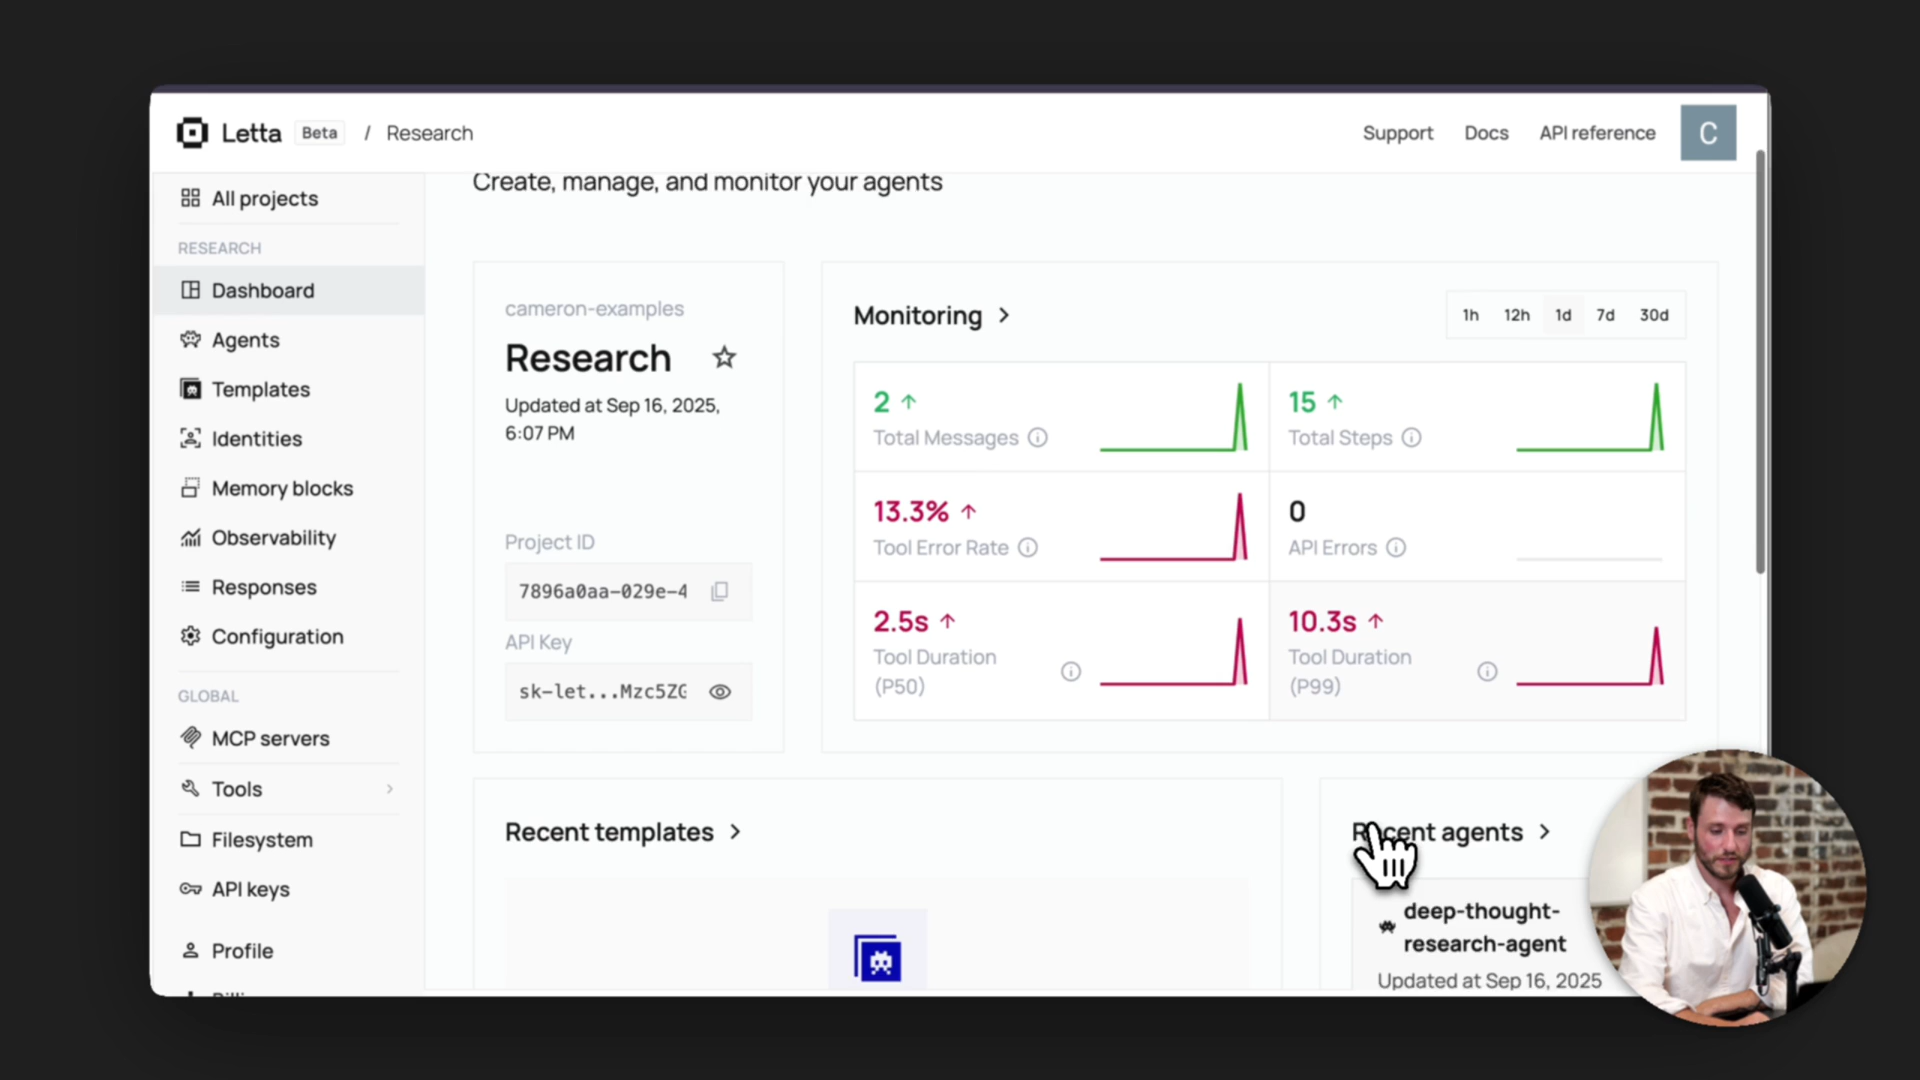 Letta Beta / Research
Support Docs API reference C
All projects
RESEARCH
Dashboard
Agents
Templates
Identities
Memory blocks
Observability
Responses
Configuration
GLOBAL
MCP servers
Tools
Filesystem
API keys
Profile
Create, manage, and monitor your agents
cameron-examples
Research
Updated at Sep 16, 2025,
6:07 PM
Project ID
7896a0aa-029e-4
API Key
sk-let...Mzc5ZG
Monitoring
1h 12h 1d 7d 30d
2
Total Messages
15
Total Steps
13.3%
Tool Error Rate
0
API Errors
2.5s
Tool Duration
(P50)
10.3s
Tool Duration
(P99)
Recent templates
Recent agents
deep-thought-
research-agent
Updated at Sep 16, 2025